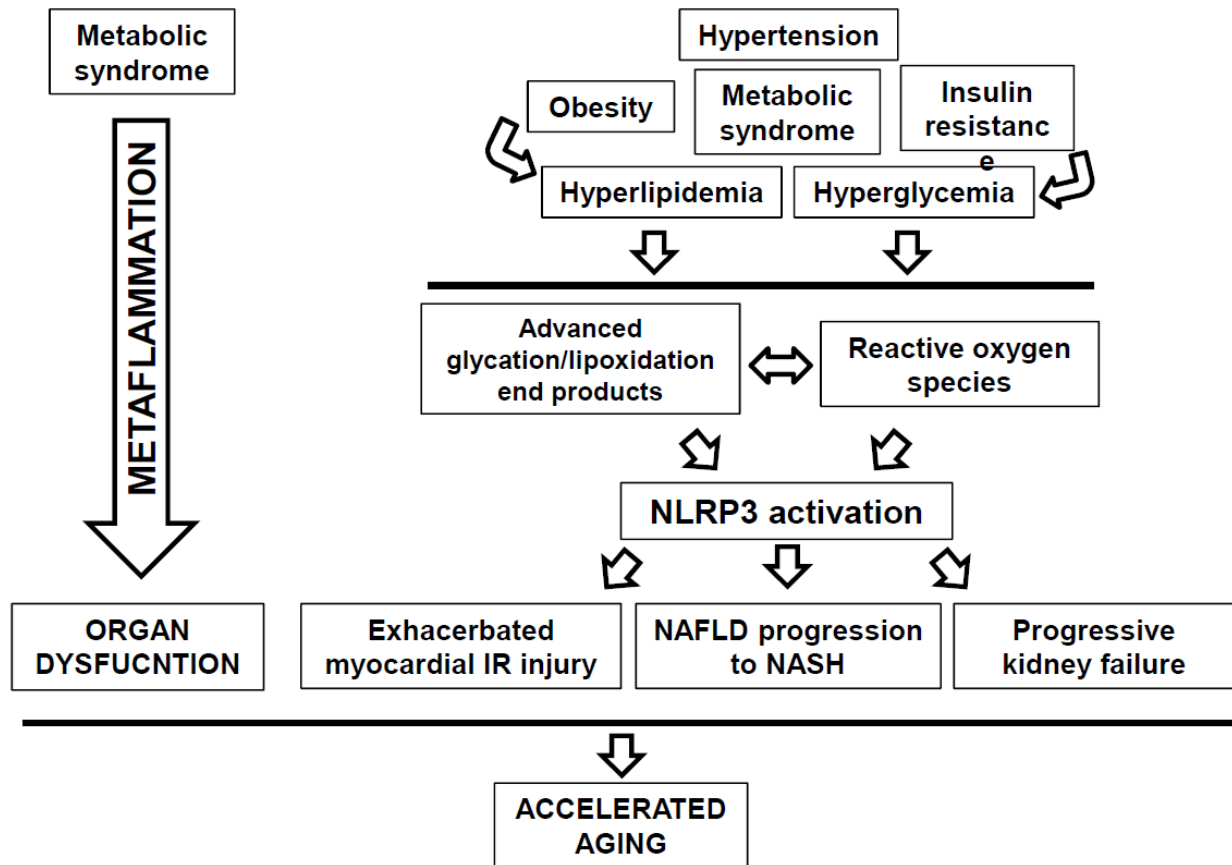 Metabolic
syndrome
METAFLAMMATION
ORGAN
DYSFUCNTION
Hypertension
Obesity
Metabolic
syndrome
Insulin
resistanc
e
Hyperlipidemia
Hyperglycemia
Advanced
glycation/lipoxidation
end products
Reactive oxygen
species
NLRP3 activation
Exhacerbated
myocardial IR injury
NAFLD progression
to NASH
Progressive
kidney failure
ACCELERATED
AGING